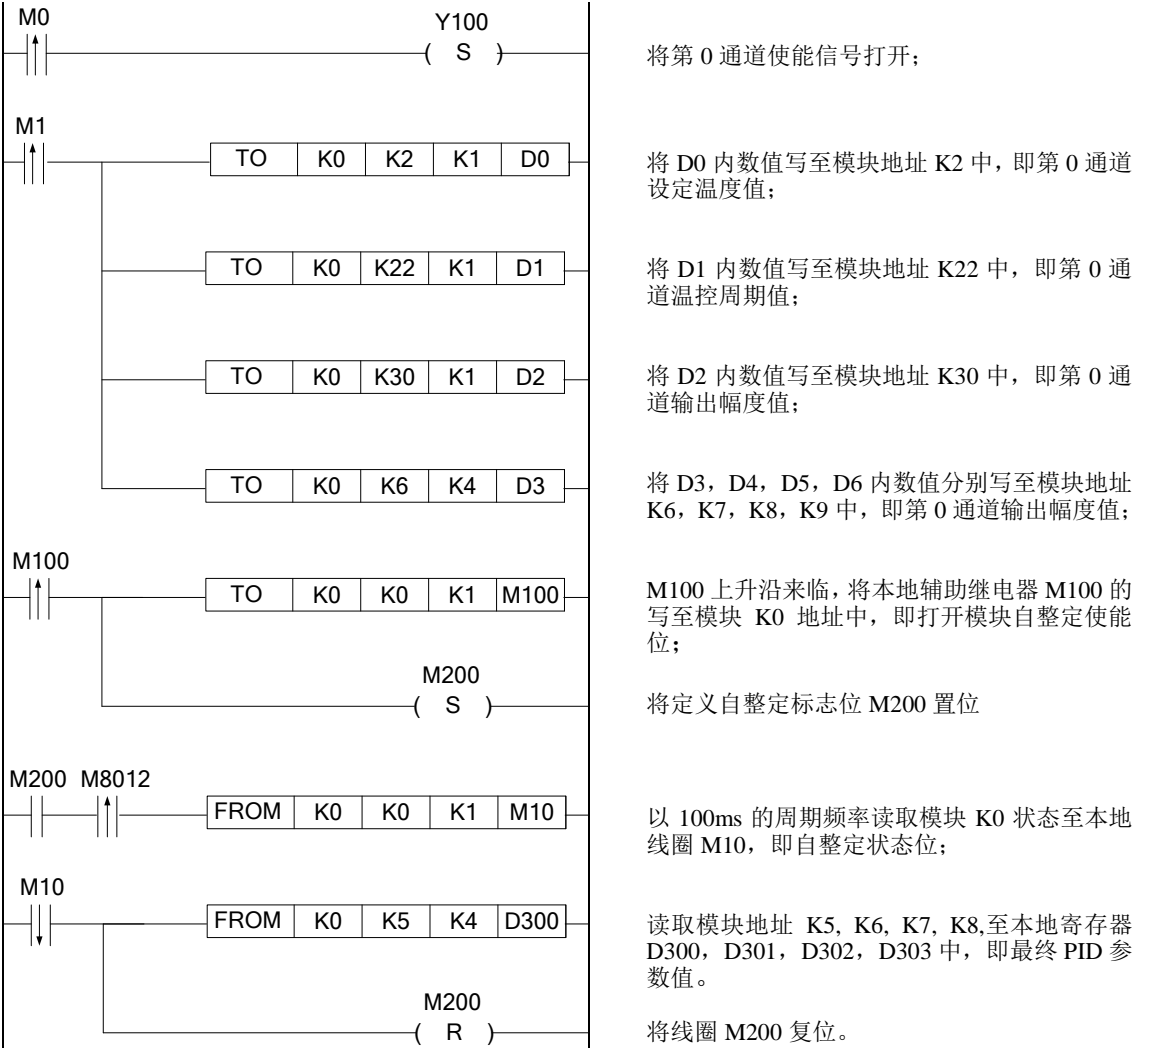 M0
Y100
( S )
将第 0 通道使能信号打开；
M1
TO K0 K2 K1 D0
将 D0 内数值写至模块地址 K2 中，即第 0 通道
设定温度值；
TO K0 K22 K1 D1
将 D1 内数值写至模块地址 K22 中，即第 0 通
道温控周期值；
TO K0 K30 K1 D2
将 D2 内数值写至模块地址 K30 中，即第 0 通
道输出幅度值；
TO K0 K6 K4 D3
将 D3，D4，D5，D6 内数值分别写至模块地址
K6，K7，K8，K9 中，即第 0 通道输出幅度值；
M100
TO K0 K0 K1 M100
M100 上升沿来临，将本地辅助继电器 M100 的
写至模块 K0 地址中，即打开模块自整定使能
位；
M200
( S )
将定义自整定标志位 M200 置位
M200 M8012
FROM K0 K0 K1 M10
以 100ms 的周期频率读取模块 K0 状态至本地
线圈 M10，即自整定状态位；
M10
FROM K0 K5 K4 D300
读取模块地址 K5, K6, K7, K8,至本地寄存器
D300，D301，D302，D303 中，即最终 PID 参
数值。
M200
( R )
将线圈 M200 复位。